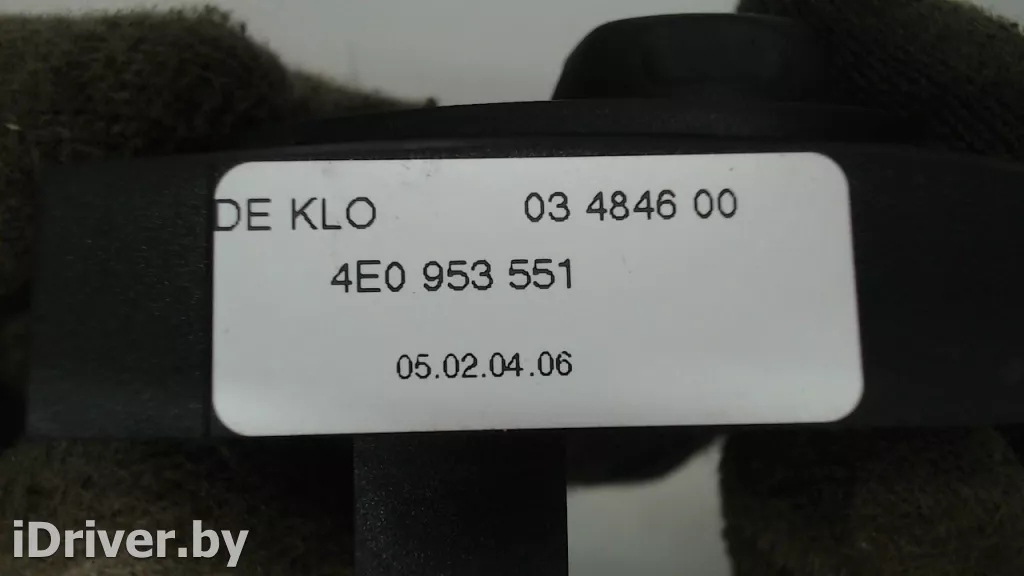 DE KLO 03 4846 00
4E0 953 551
05.02.04.06
iDriver.by